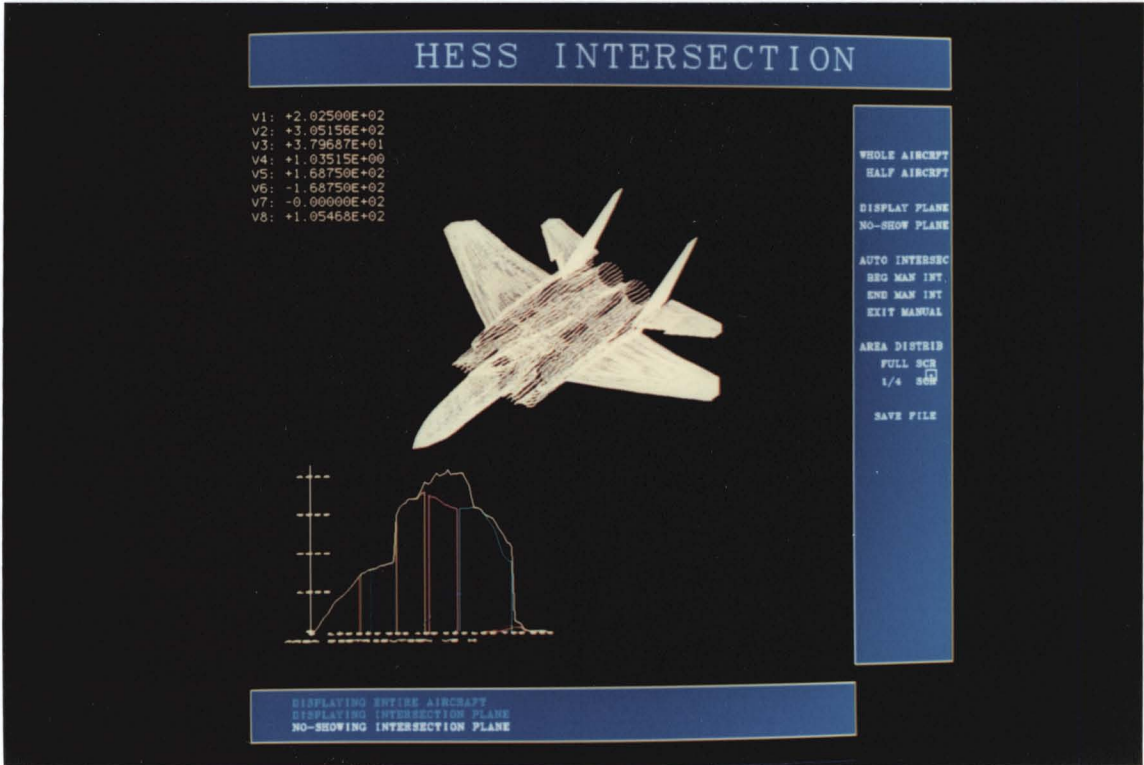 HESS INTERSECTION
V1: +2.02500E+02
V2: +3.05156E+02
V3: +3.79687E+01
V4: +1.03515E+00
V5: +1.68750E+02
V6: -1.68750E+02
V7: -0.00000E+02
V8: +1.05468E+02
WHOLE AIRCRFT
HALF AIRCRFT
DISPLAY PLANE
NO-SHOW PLANE
AUTO INTERSEC
BEG MAN INT
END MAN INT
EXIT MANUAL
AREA DISTRIB
FULL SCR
1/4 SCR
SAVE FILE
DISPLAYING ENTIRE AIRCRAFT
DISPLAYING INTERSECTION PLANE
NO-SHOWING INTERSECTION PLANE